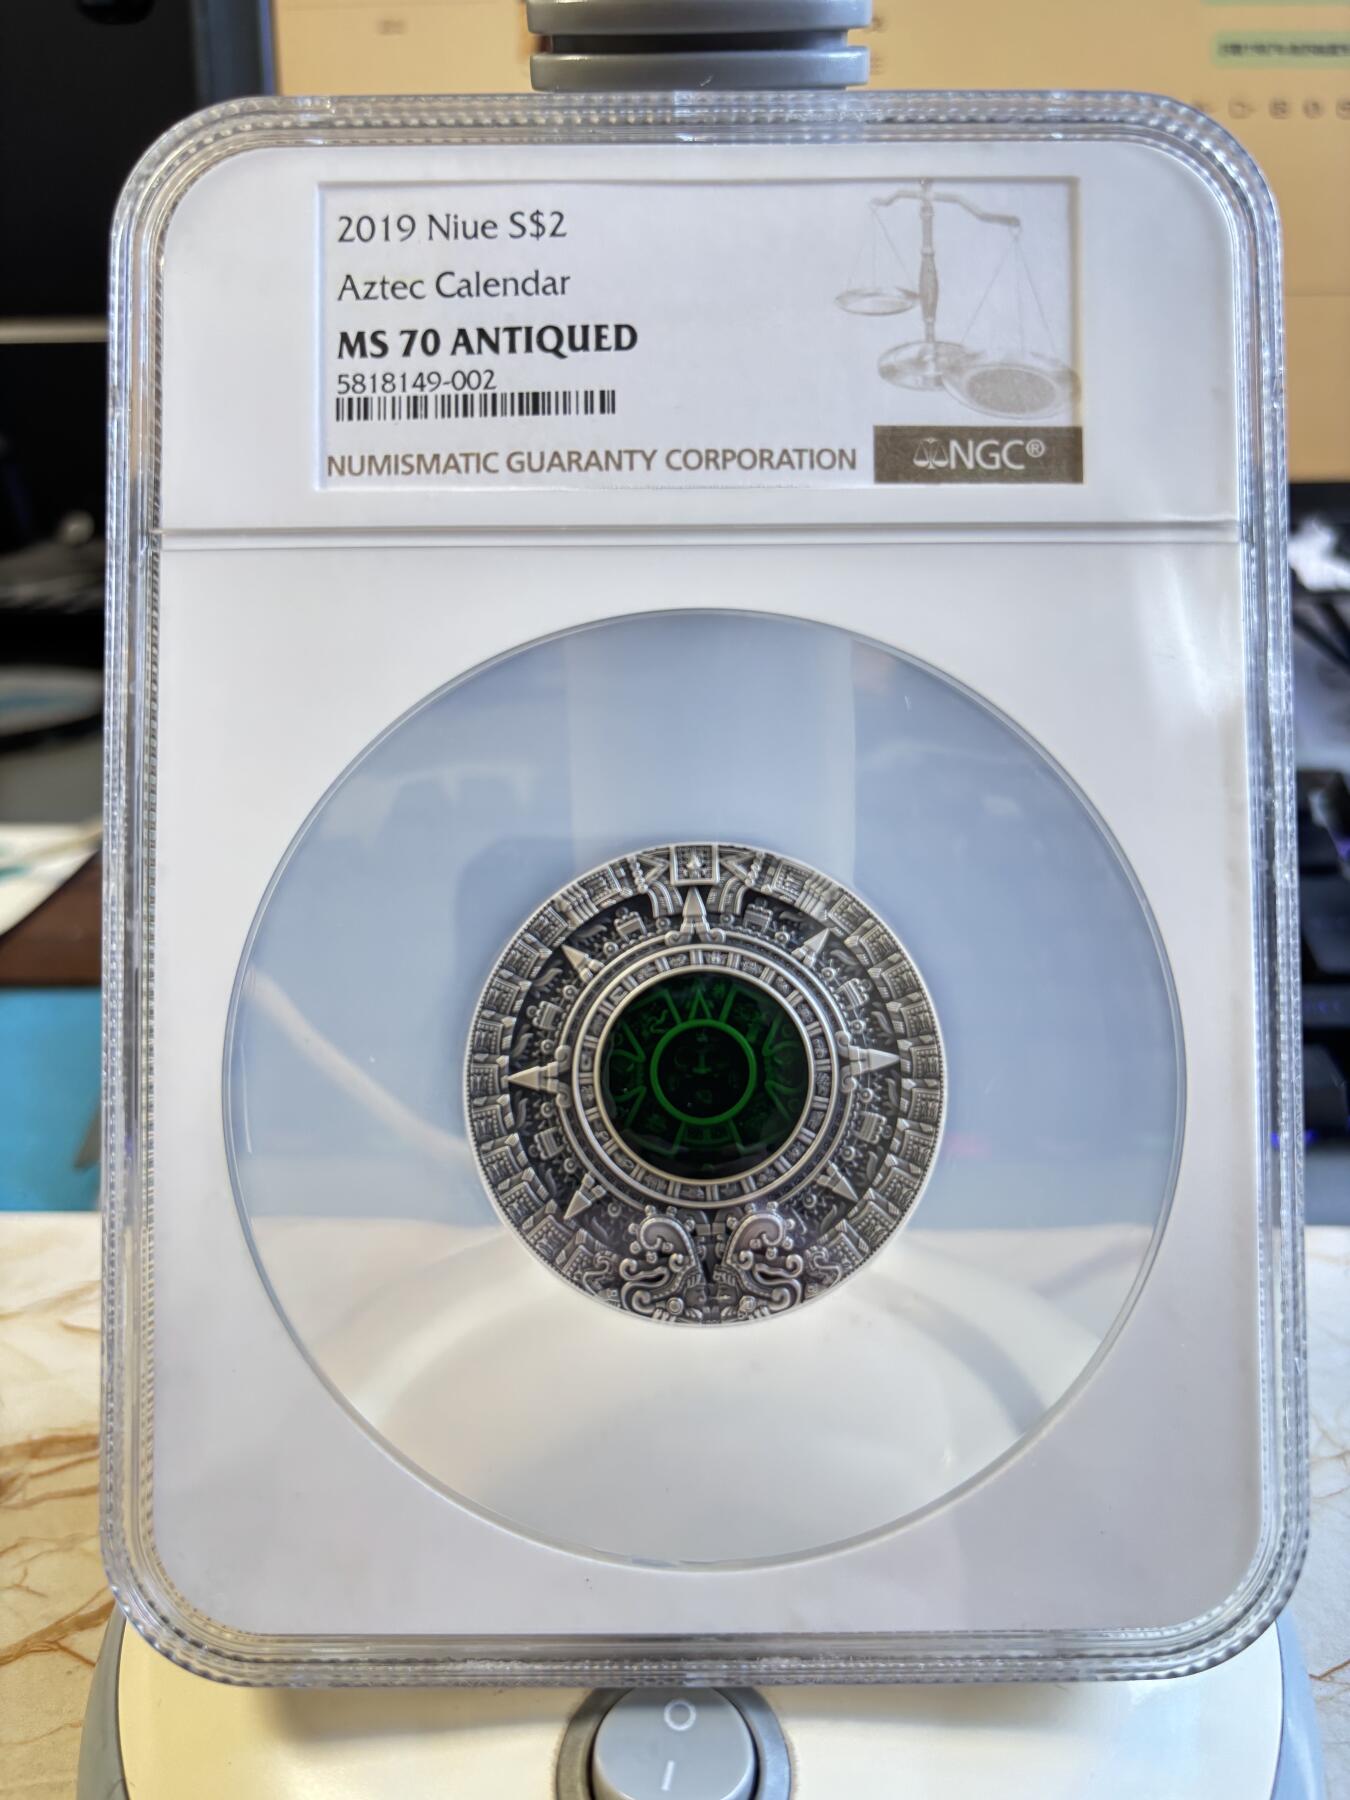 2019 Niue S$2
Aztec Calendar
MS 70 ANTIQUED
5818149-002
NUMISMATIC GUARANTY CORPORATION
NGC®